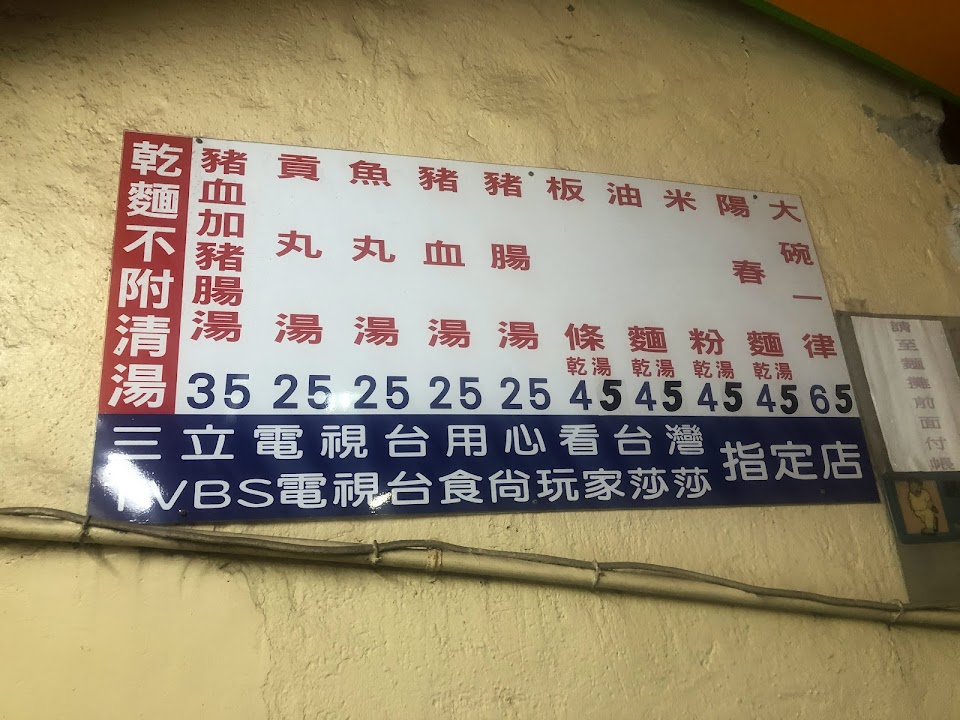 大碗一律 65
陽春麵 乾湯 45
米粉 乾湯 45
油麵 乾湯 45
板條 乾湯 45
豬腸湯 25
豬血湯 25
魚丸湯 25
貢丸湯 25
豬血加豬腸湯 35
乾麵不附清湯
三立電視台用心看台灣
TVBS電視台食尚玩家莎莎
指定店
請至麵攤前面付帳